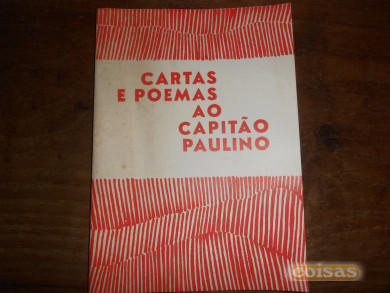 CARTAS
E POEMAS
AO
CAPITÃO
PAULINO
coisas